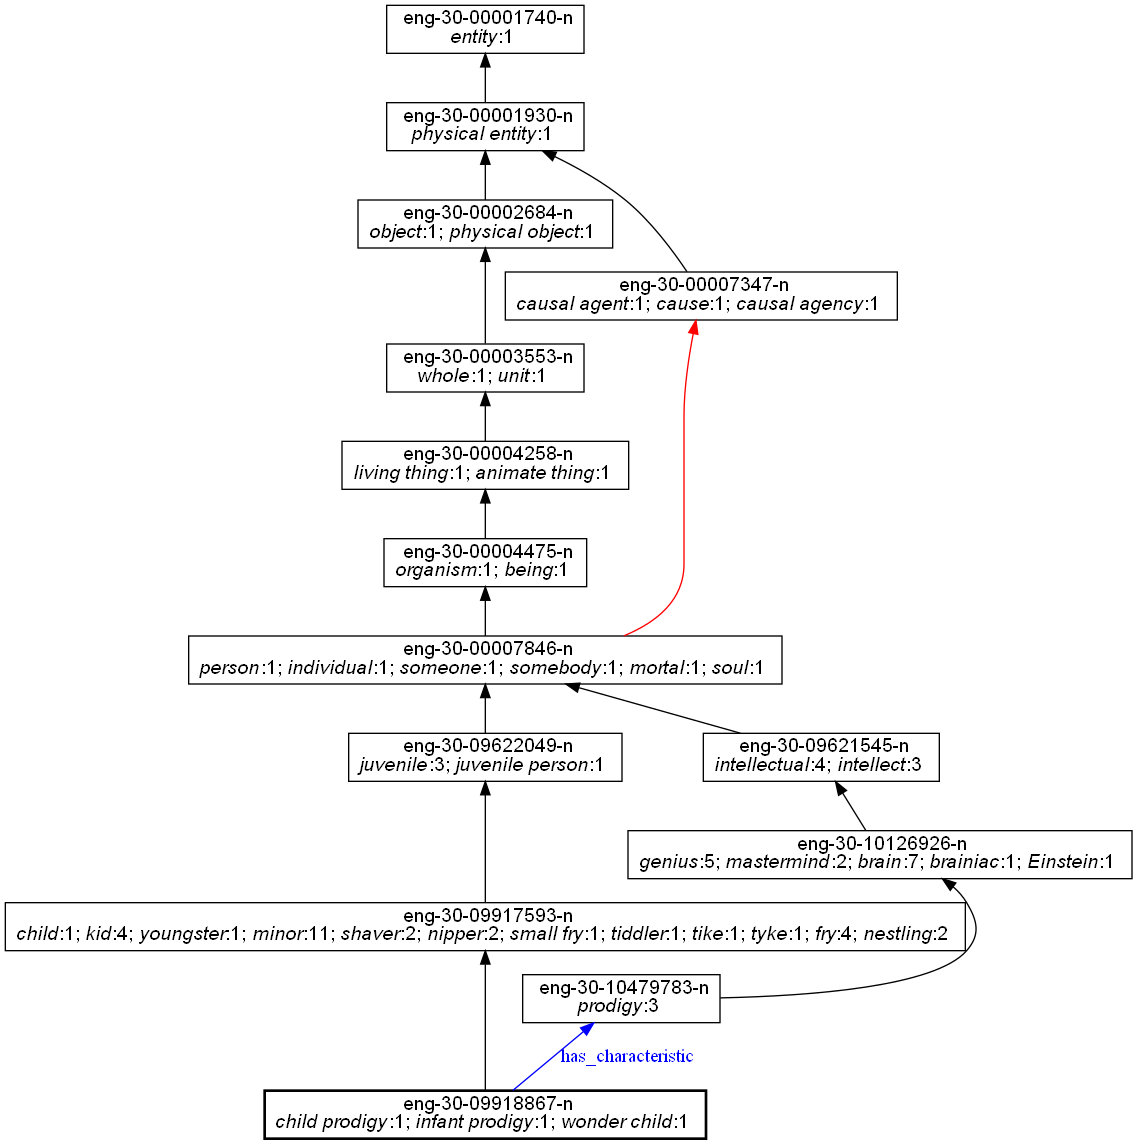 eng-30-00001740-n
entity:1
eng-30-00001930-n
physical entity:1
eng-30-00002684-n
object:1; physical object:1
eng-30-00007347-n
causal agent:1; cause:1; causal agency:1
eng-30-00003553-n
whole:1; unit:1
eng-30-00004258-n
living thing:1; animate thing:1
eng-30-00004475-n
organism:1; being:1
eng-30-00007846-n
person:1; individual:1; someone:1; somebody:1; mortal:1; soul:1
eng-30-09622049-n
juvenile:3; juvenile person:1
eng-30-09621545-n
intellectual:4; intellect:3
eng-30-10126926-n
genius:5; mastermind:2; brain:7; brainiac:1; Einstein:1
eng-30-09917593-n
child:1; kid:4; youngster:1; minor:11; shaver:2; nipper:2; small fry:1; tiddler:1; tike:1; tyke:1; fry:4; nestling:2
eng-30-10479783-n
prodigy:3
has_characteristic
eng-30-09918867-n
child prodigy:1; infant prodigy:1; wonder child:1